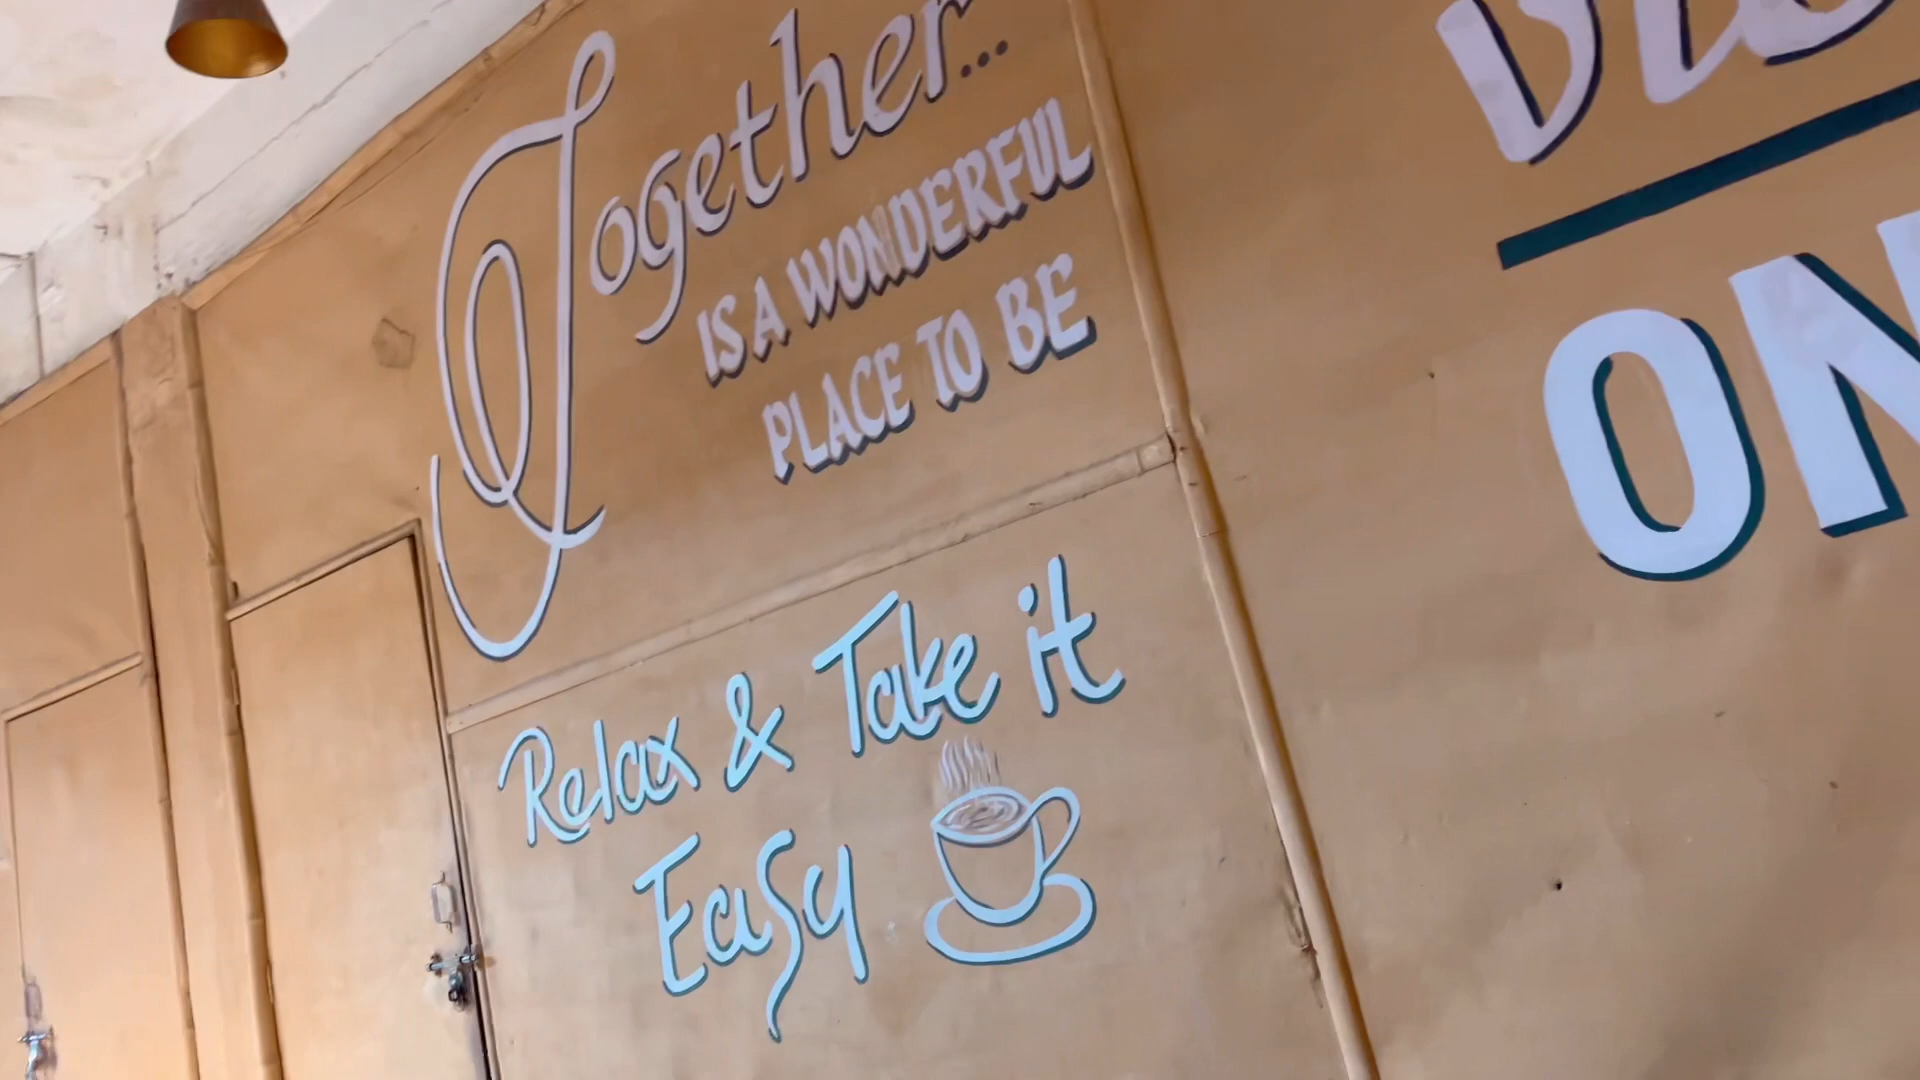 Together...
IS A WONDERFUL
PLACE TO BE
Relax & Take it
Easy
ON